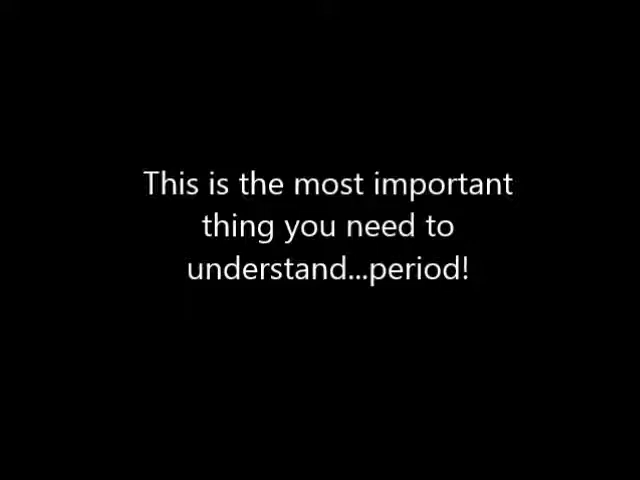 This is the most important
thing you need to
understand...period!